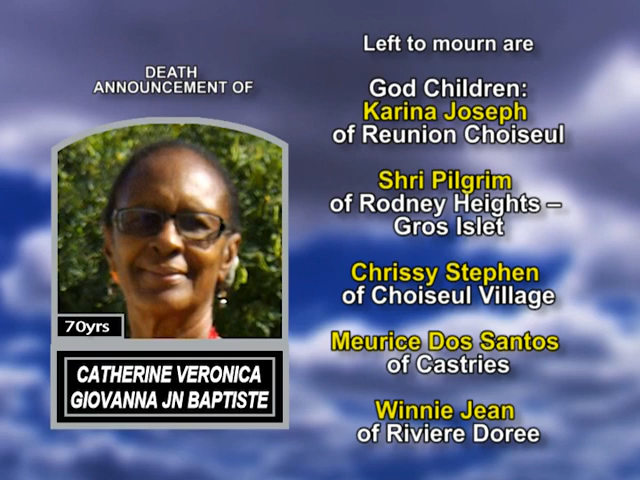 DEATH
ANNOUNCEMENT OF
70yrs
CATHERINE VERONICA
GIOVANNA JN BAPTISTE
Left to mourn are
God Children:
Karina Joseph
of Reunion Choiseul
Shri Pilgrim
of Rodney Heights –
Gros Islet
Chrissy Stephen
of Choiseul Village
Meurice Dos Santos
of Castries
Winnie Jean
of Riviere Doree